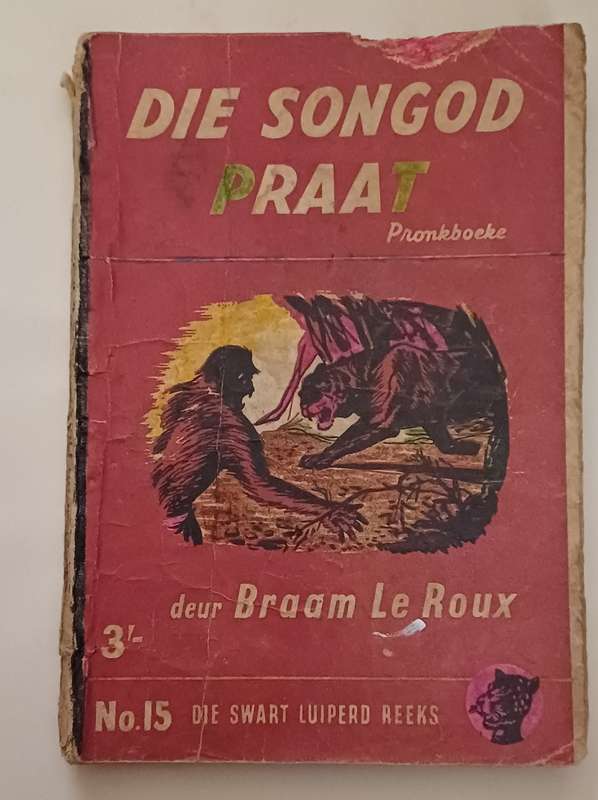 DIE SONGOD
PRAAT
Pronkboeke
deur Braam Le Roux
3/-
No.15 DIE SWART LUIPERD REEKS